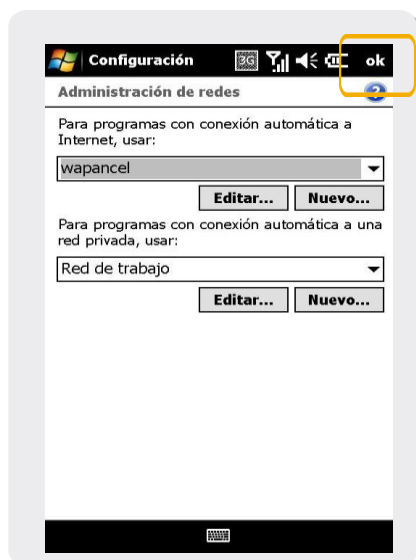 Configuración 3G ok
Administración de redes ?
Para programas con conexión automática a
Internet, usar:
wapancel
Editar... Nuevo...
Para programas con conexión automática a una
red privada, usar:
Red de trabajo
Editar... Nuevo...